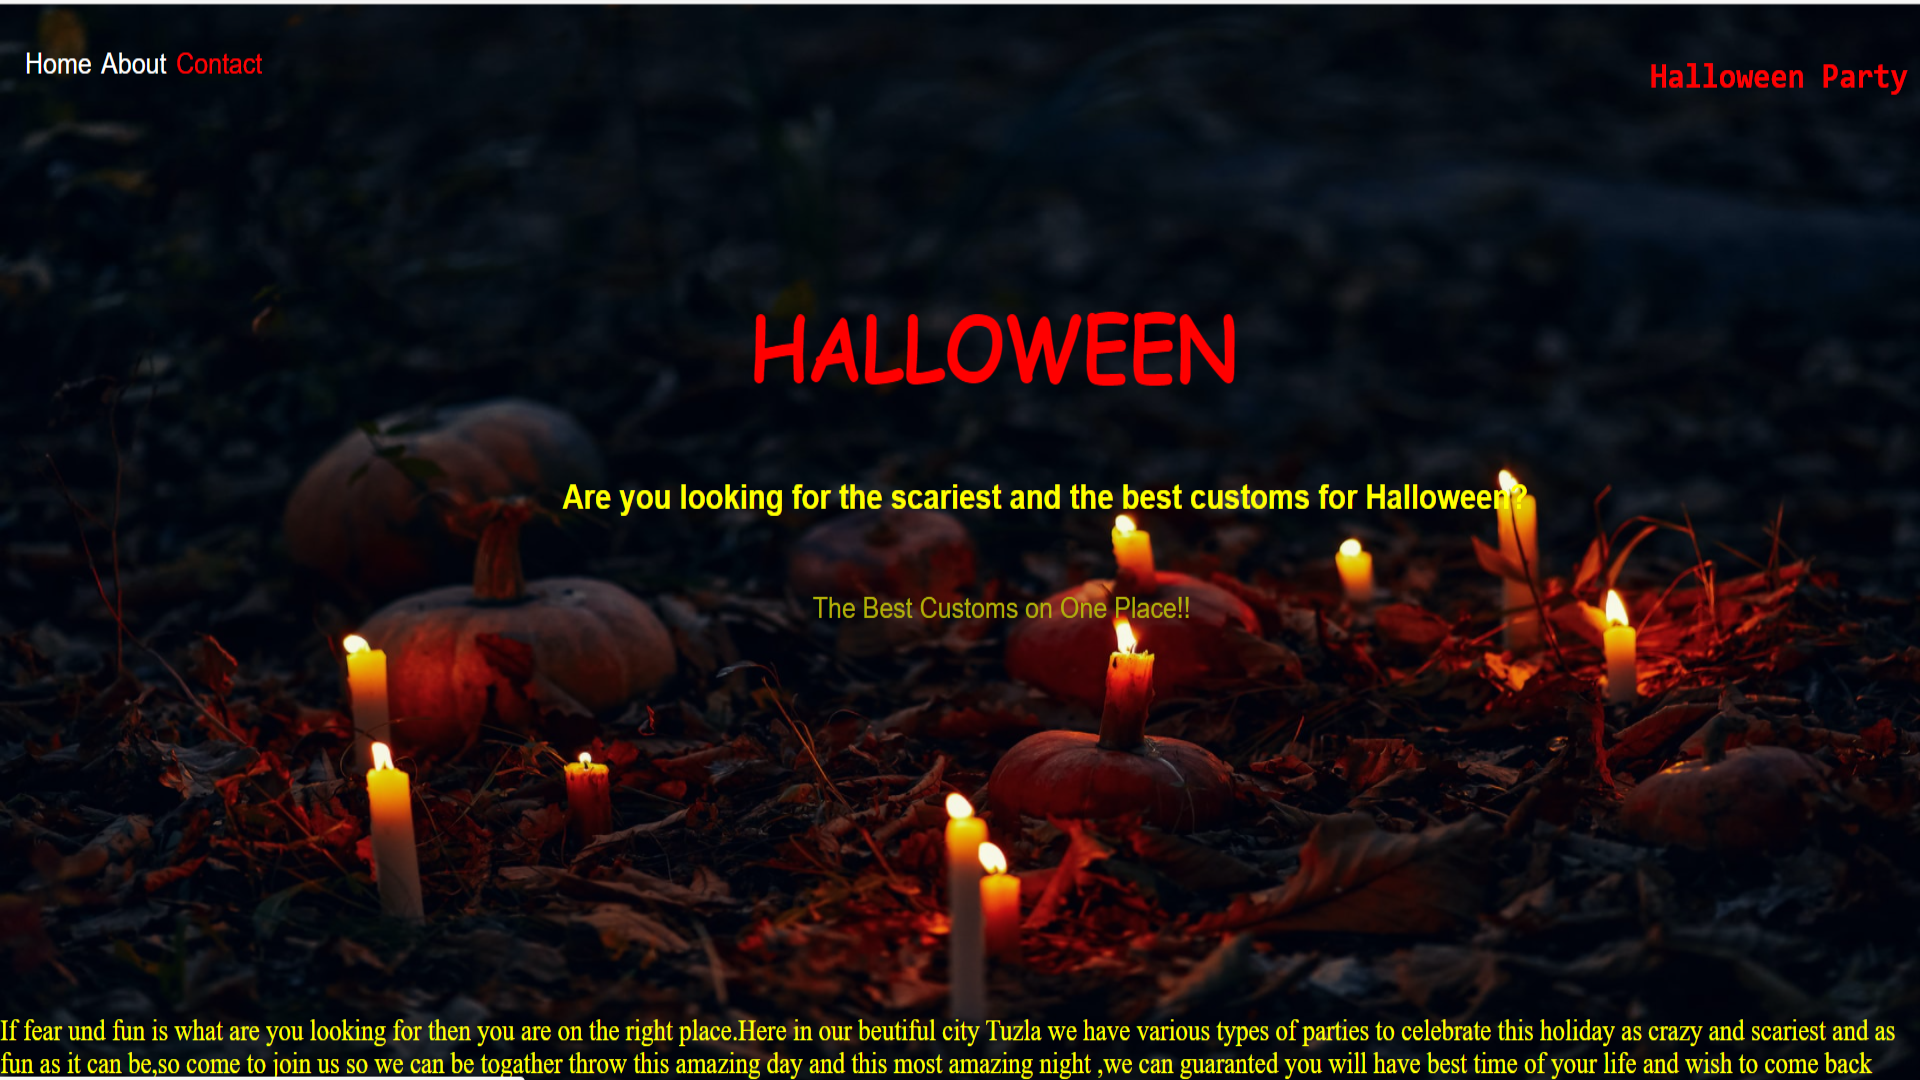 Home About Contact
Halloween Party
HALLOWEEN
Are you looking for the scariest and the best customs for Halloween?
The Best Customs on One Place!!
If fear und fun is what are you looking for then you are on the right place.Here in our beutiful city Tuzla we have various types of parties to celebrate this holiday as crazy and scariest and as
fun as it can be,so come to join us so we can be togather throw this amazing day and this most amazing night ,we can guaranted you will have best time of your life and wish to come back